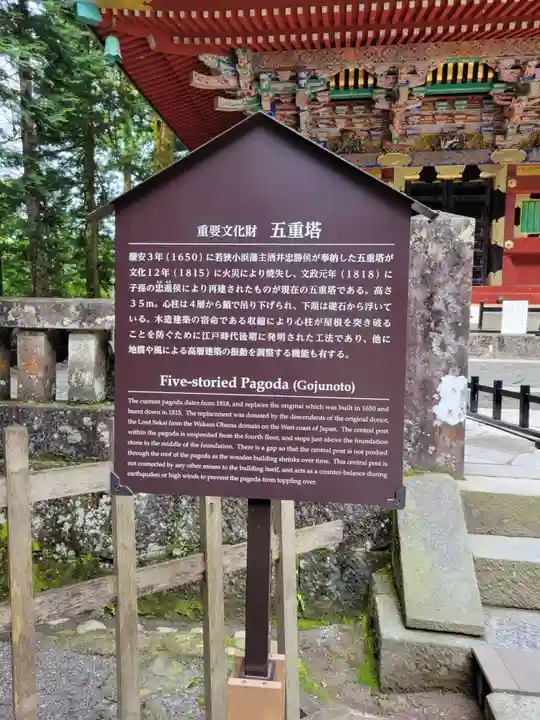 重要文化財 五重塔
慶安３年（1650）に若狭小浜藩主酒井忠勝侯が奉納した五重塔が
文化１２年（1815）に火災により焼失し、文政元年（1818）に
子孫の忠進侯により再建されたものが現在の五重塔である。高さ
３５m。心柱は４層から鎖で吊り下げられ、下端は礎石から浮いて
いる。木造建築の宿命である収縮により心柱が屋根を突き破る
ことを防ぐために江戸時代後期に発明された工法であり、他に
地震や風による高層建築の振動を調整する機能も有する。
Five-storied Pagoda (Gojunoto)
The current pagoda dates from 1818, and replaces the original which was built in 1650 and
burnt down in 1815. The replacement was donated by the descendants of the original donor,
the Lord Sakai from the Wakasa Obama domain on the West coast of Japan. The central post
within the pagoda is suspended from the fourth floor, and stops just above the foundation
stone to the middle of the foundation. There is a gap so that the central post is not pushed
through the roof of the pagoda as the wooden building shrinks over time. This central post is
not connected by any other means to the building itself, and acts as a counter-balance during
earthquakes or high winds to prevent the pagoda from toppling over.